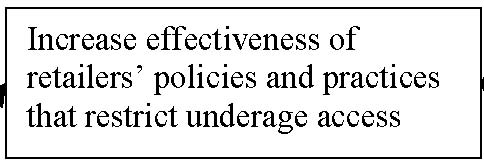 Increase effectiveness of
retailers’ policies and practices
that restrict underage access